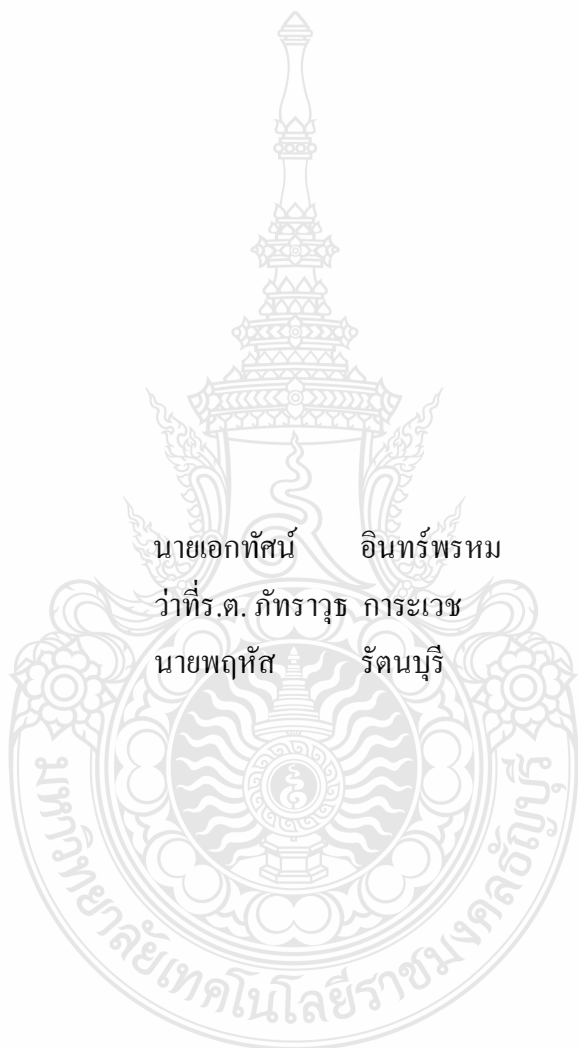 นายเอกทัศน์ อินทร์พรหม
ว่าที่ร.ต. ภัทราวุธ การะเวช
นายพฤหัส รัตนบุรี
มหาวิทยาลัยเทคโนโลยีราชมงคลธัญบุรี